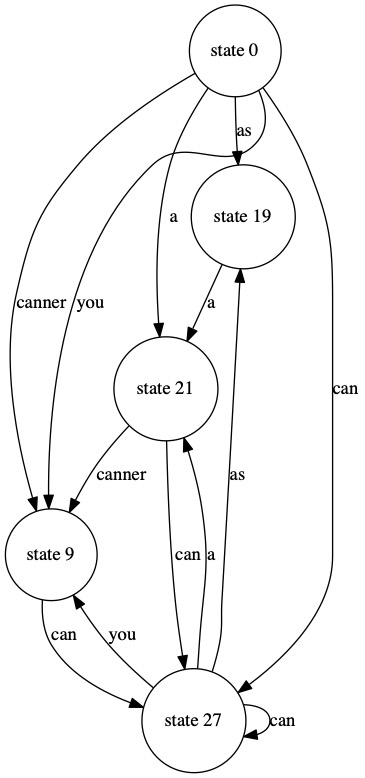 state 0
as
state 19
a
a
canner
you
state 21
can
canner
can
a
as
state 9
can
you
state 27
can